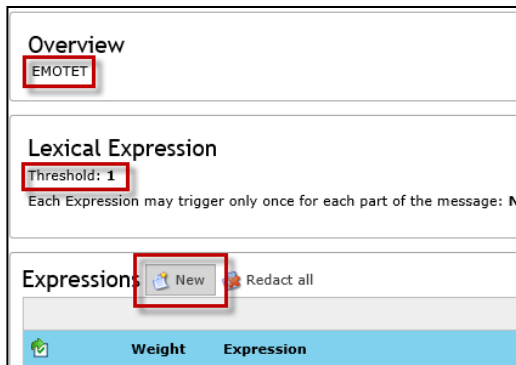 Overview
EMOTET
Lexical Expression
Threshold: 1
Each Expression may trigger only once for each part of the message: N
Expressions New Redact all
Weight Expression